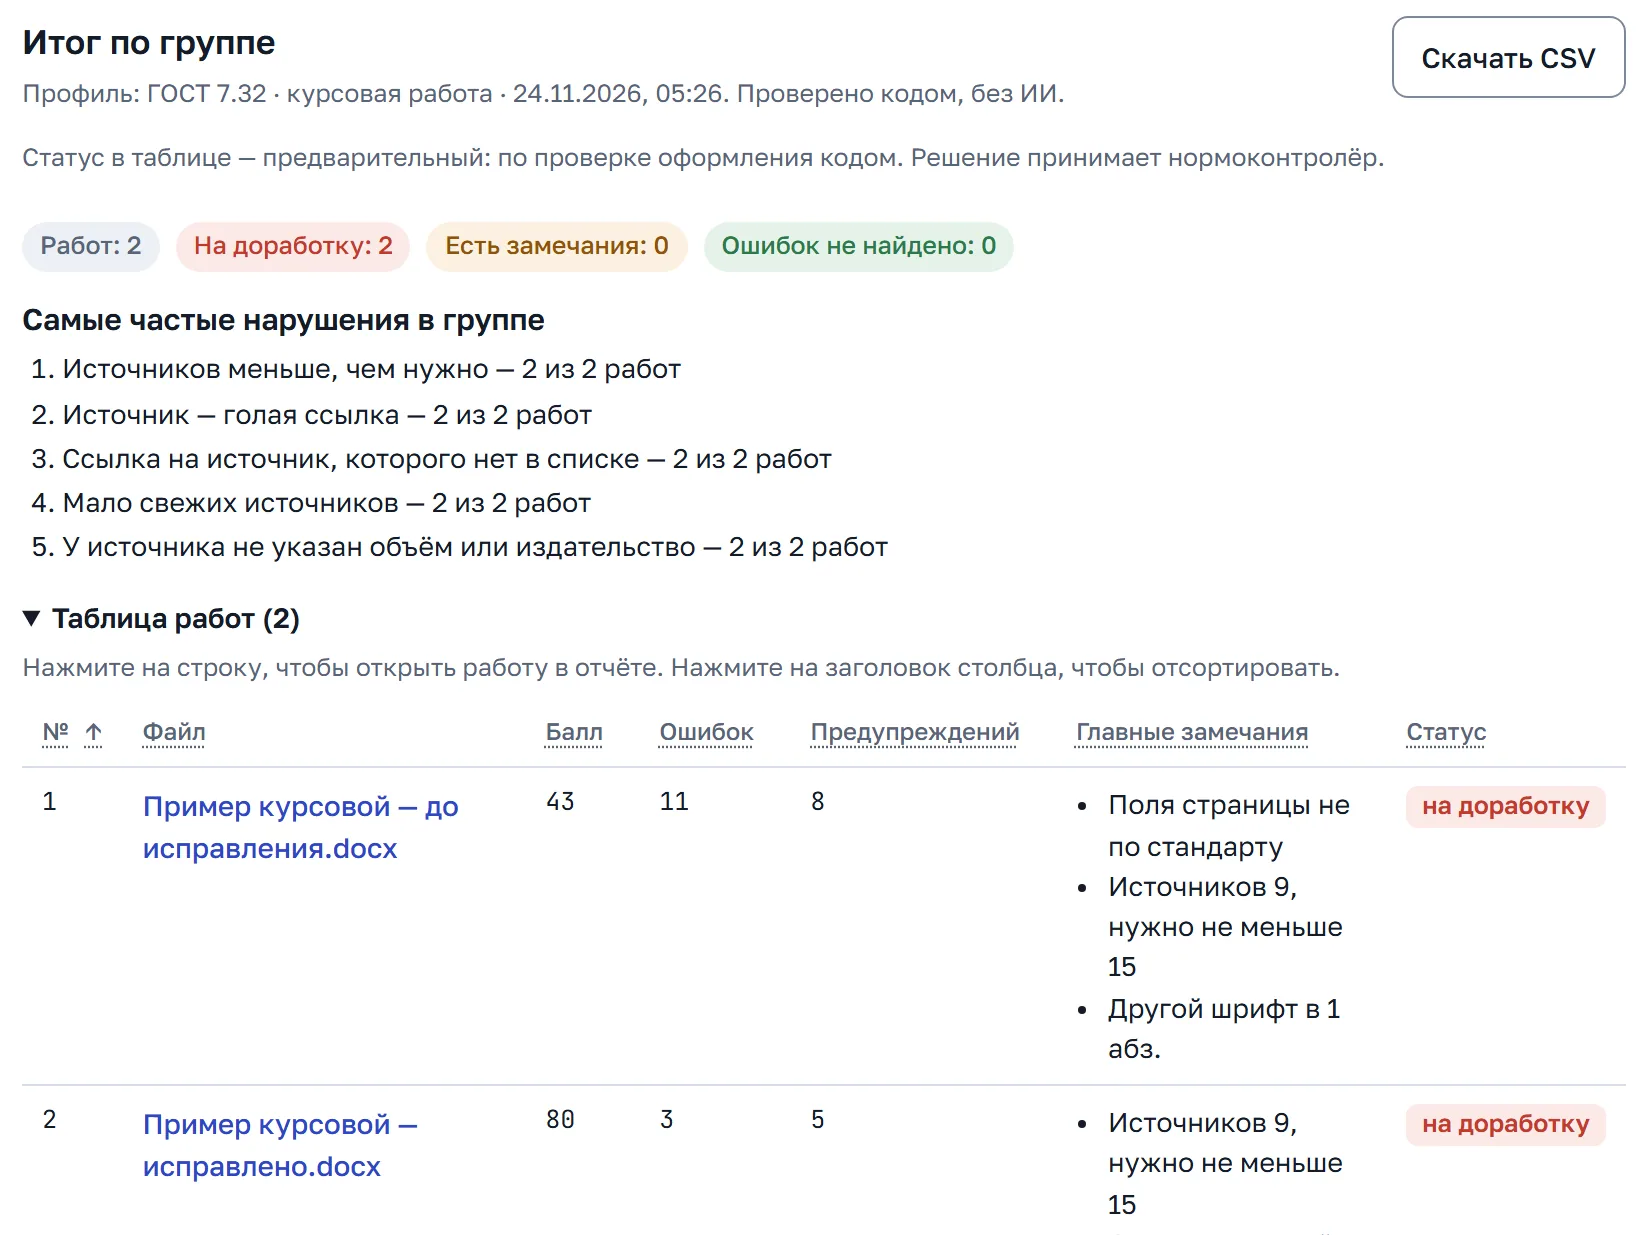 Итог по группе
Скачать CSV
Профиль: ГОСТ 7.32 · курсовая работа · 24.11.2026, 05:26. Проверено кодом, без ИИ.
Статус в таблице — предварительный: по проверке оформления кодом. Решение принимает нормоконтролёр.
Работ: 2 На доработку: 2 Есть замечания: 0 Ошибок не найдено: 0
Самые частые нарушения в группе
1. Источников меньше, чем нужно — 2 из 2 работ
2. Источник — голая ссылка — 2 из 2 работ
3. Ссылка на источник, которого нет в списке — 2 из 2 работ
4. Мало свежих источников — 2 из 2 работ
5. У источника не указан объём или издательство — 2 из 2 работ
▼ Таблица работ (2)
Нажмите на строку, чтобы открыть работу в отчёте. Нажмите на заголовок столбца, чтобы отсортировать.
№ ↑ Файл Балл Ошибок Предупреждений Главные замечания Статус
1 Пример курсовой — до 43 11 8 • Поля страницы не на доработку
исправления.docx по стандарту
• Источников 9,
нужно не меньше
15
• Другой шрифт в 1
абз.
2 Пример курсовой — 80 3 5 • Источников 9, на доработку
исправлено.docx нужно не меньше
15